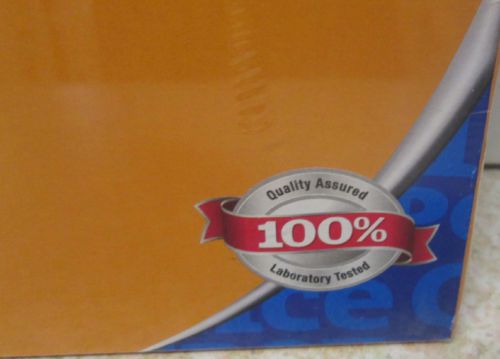 Quality Assured
100%
Laboratory Tested